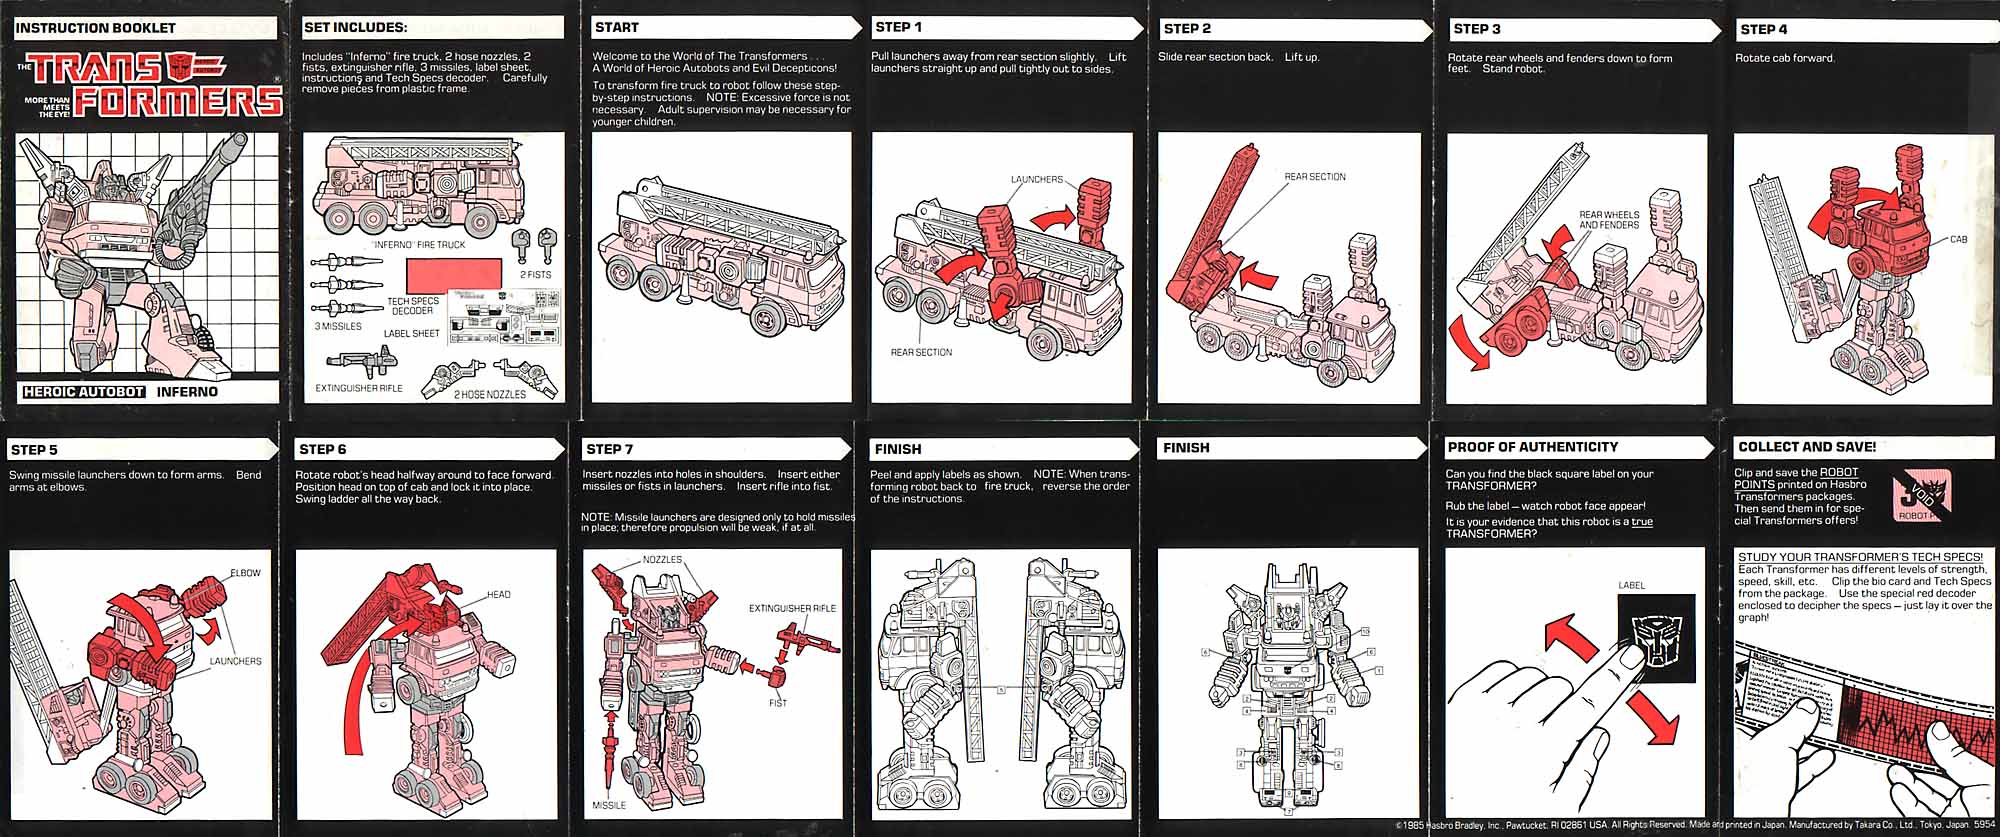 INSTRUCTION BOOKLET
THE TRANSFORMERS
®
MORE THAN
MEETS
THE EYE!
HEROIC AUTOBOT INFERNO
SET INCLUDES:
Includes "Inferno" fire truck, 2 hose nozzles, 2
fists, extinguisher rifle, 3 missiles, label sheet,
instructions and Tech Specs decoder. Carefully
remove pieces from plastic frame.
"INFERNO" FIRE TRUCK
2 FISTS
TECH SPECS
DECODER
3 MISSILES
LABEL SHEET
EXTINGUISHER RIFLE
2 HOSE NOZZLES
START
Welcome to the World of The Transformers . . .
A World of Heroic Autobots and Evil Decepticons!
To transform fire truck to robot follow these step-
by-step instructions. NOTE: Excessive force is not
necessary. Adult supervision may be necessary for
younger children.
STEP 1
Pull launchers away from rear section slightly. Lift
launchers straight up and pull tightly out to sides.
LAUNCHERS
REAR SECTION
STEP 2
Slide rear section back. Lift up.
REAR SECTION
STEP 3
Rotate rear wheels and fenders down to form
feet. Stand robot.
REAR WHEELS
AND FENDERS
STEP 4
Rotate cab forward.
CAB
STEP 5
Swing missile launchers down to form arms. Bend
arms at elbows.
ELBOW
LAUNCHERS
STEP 6
Rotate robot's head halfway around to face forward.
Position head on top of cab and lock it into place.
Swing ladder all the way back.
HEAD
STEP 7
Insert nozzles into holes in shoulders. Insert either
missiles or fists in launchers. Insert rifle into fist.
NOTE: Missile launchers are designed only to hold missiles
in place; therefore propulsion will be weak, if at all.
NOZZLES
EXTINGUISHER RIFLE
FIST
MISSILE
FINISH
Peel and apply labels as shown. NOTE: When trans-
forming robot back to fire truck, reverse the order
of the instructions.
5
FINISH
10
6
6
1
2
2
4
4
3
3
8
8
7
PROOF OF AUTHENTICITY
Can you find the black square label on your
TRANSFORMER?
Rub the label – watch robot face appear!
It is your evidence that this robot is a true
TRANSFORMER?
LABEL
COLLECT AND SAVE!
Clip and save the ROBOT
POINTS printed on Hasbro
Transformers packages.
Then send them in for spe-
cial Transformers offers!
VOID
ROBOT P
STUDY YOUR TRANSFORMER'S TECH SPECS!
Each Transformer has different levels of strength,
speed, skill, etc. Clip the bio card and Tech Specs
from the package. Use the special red decoder
enclosed to decipher the specs – just lay it over the
graph!
©1985 Hasbro Bradley, Inc., Pawtucket, RI 02861 USA. All Rights Reserved. Made and printed in Japan. Manufactured by Takara Co., Ltd., Tokyo, Japan. 5954